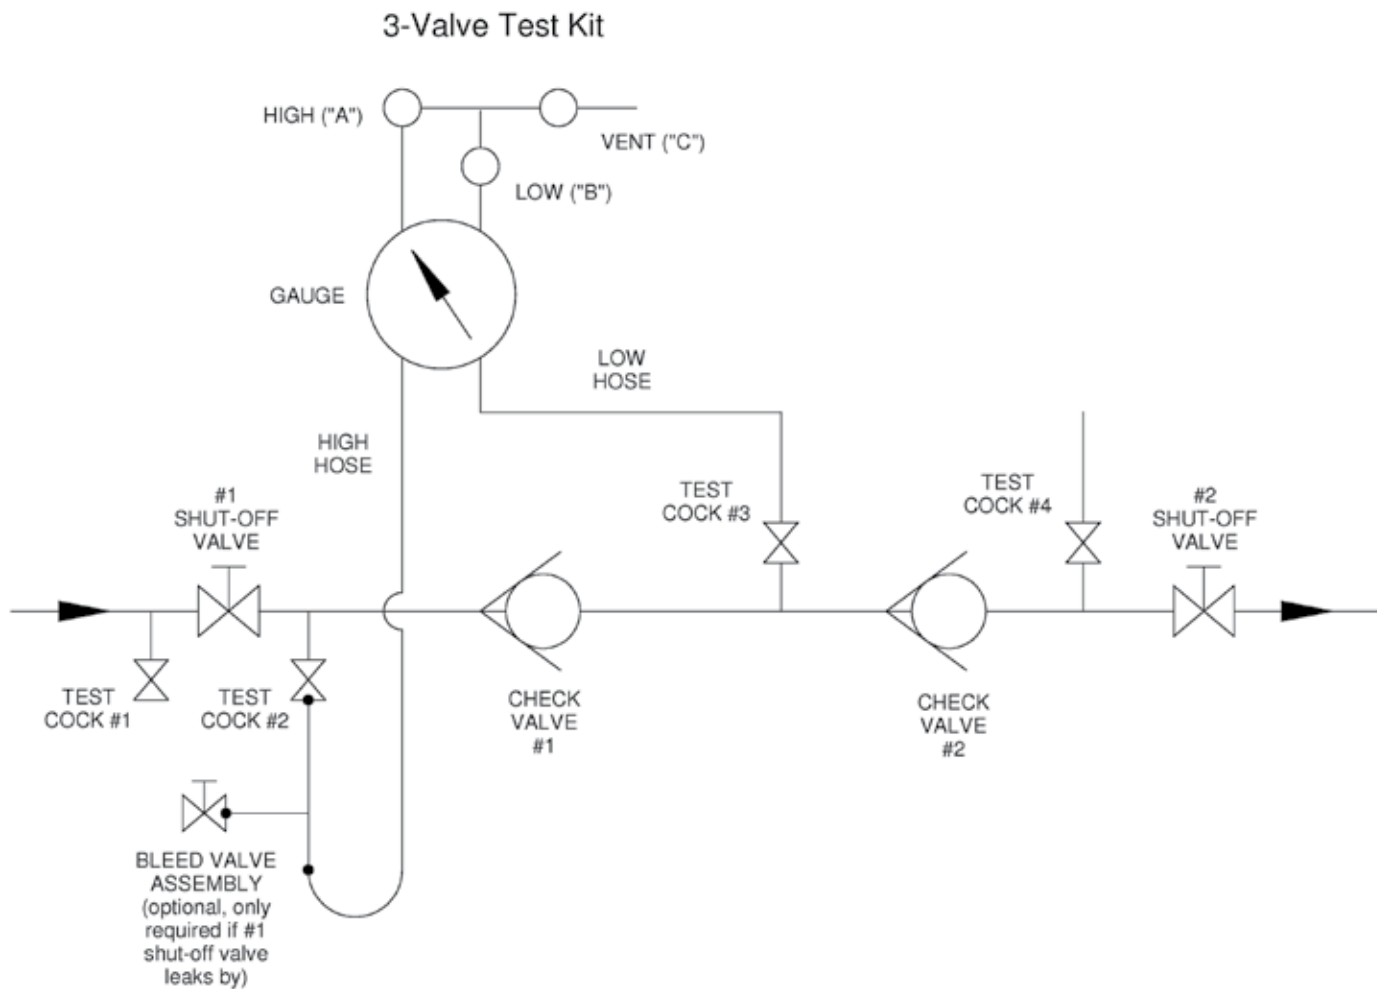 3-Valve Test Kit
HIGH ("A")
VENT ("C")
LOW ("B")
GAUGE
LOW
HOSE
HIGH
HOSE
#1
SHUT-OFF
VALVE
TEST
COCK #3
TEST
COCK #4
#2
SHUT-OFF
VALVE
TEST
COCK #1
TEST
COCK #2
CHECK
VALVE
#1
CHECK
VALVE
#2
BLEED VALVE
ASSEMBLY
(optional, only
required if #1
shut-off valve
leaks by)